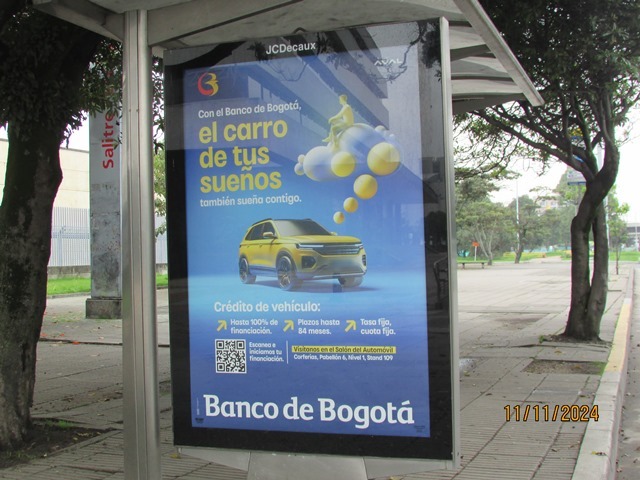 JCDecaux
AVAL
Salitre
Con el Banco de Bogotá,
el carro
de tus
sueños
también sueña contigo.
Crédito de vehículo:
Hasta 100% de
financiación.
Plazos hasta
84 meses.
Tasa fija,
cuota fija.
Escanea e
iniciamos tu
financiación.
Visítanos en el Salón del Automóvil
Corferias, Pabellón 6, Nivel 1, Stand 109
Banco de Bogotá
11/11/2024